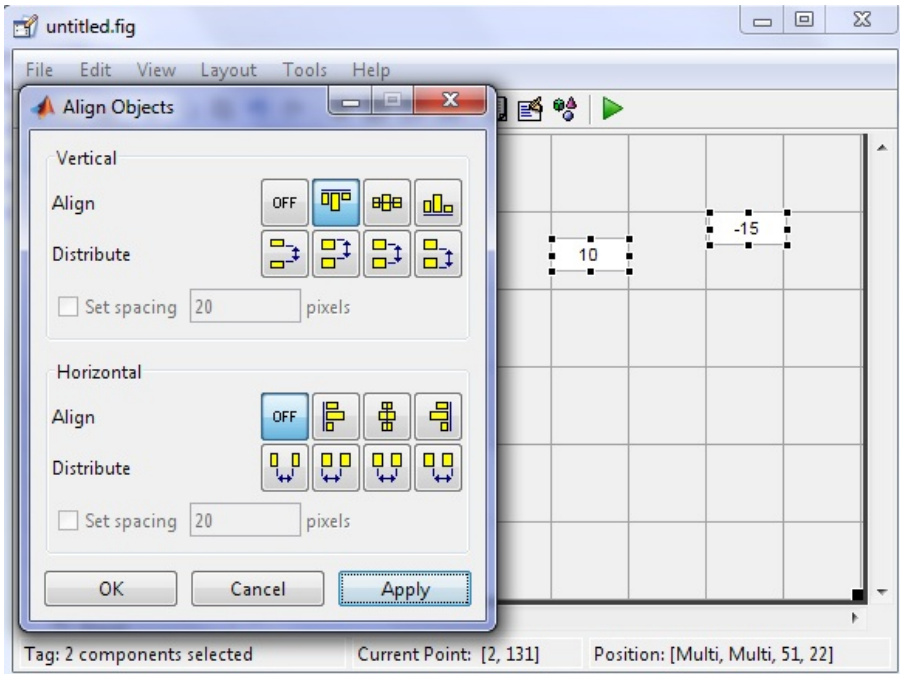 untitled.fig
File Edit View Layout Tools Help
Align Objects
Vertical
Align OFF
Distribute
Set spacing 20 pixels
Horizontal
Align OFF
Distribute
Set spacing 20 pixels
OK Cancel Apply
-15
10
Tag: 2 components selected Current Point: [2, 131] Position: [Multi, Multi, 51, 22]